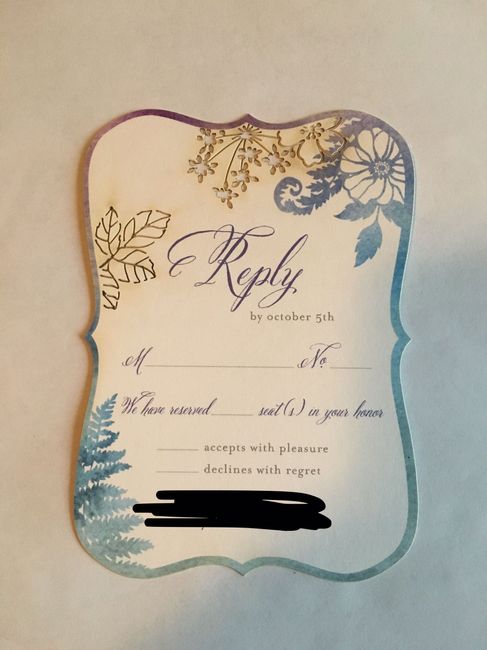 Reply
by october 5th
M No.
We have reserved seat(s) in your honor
accepts with pleasure
declines with regret